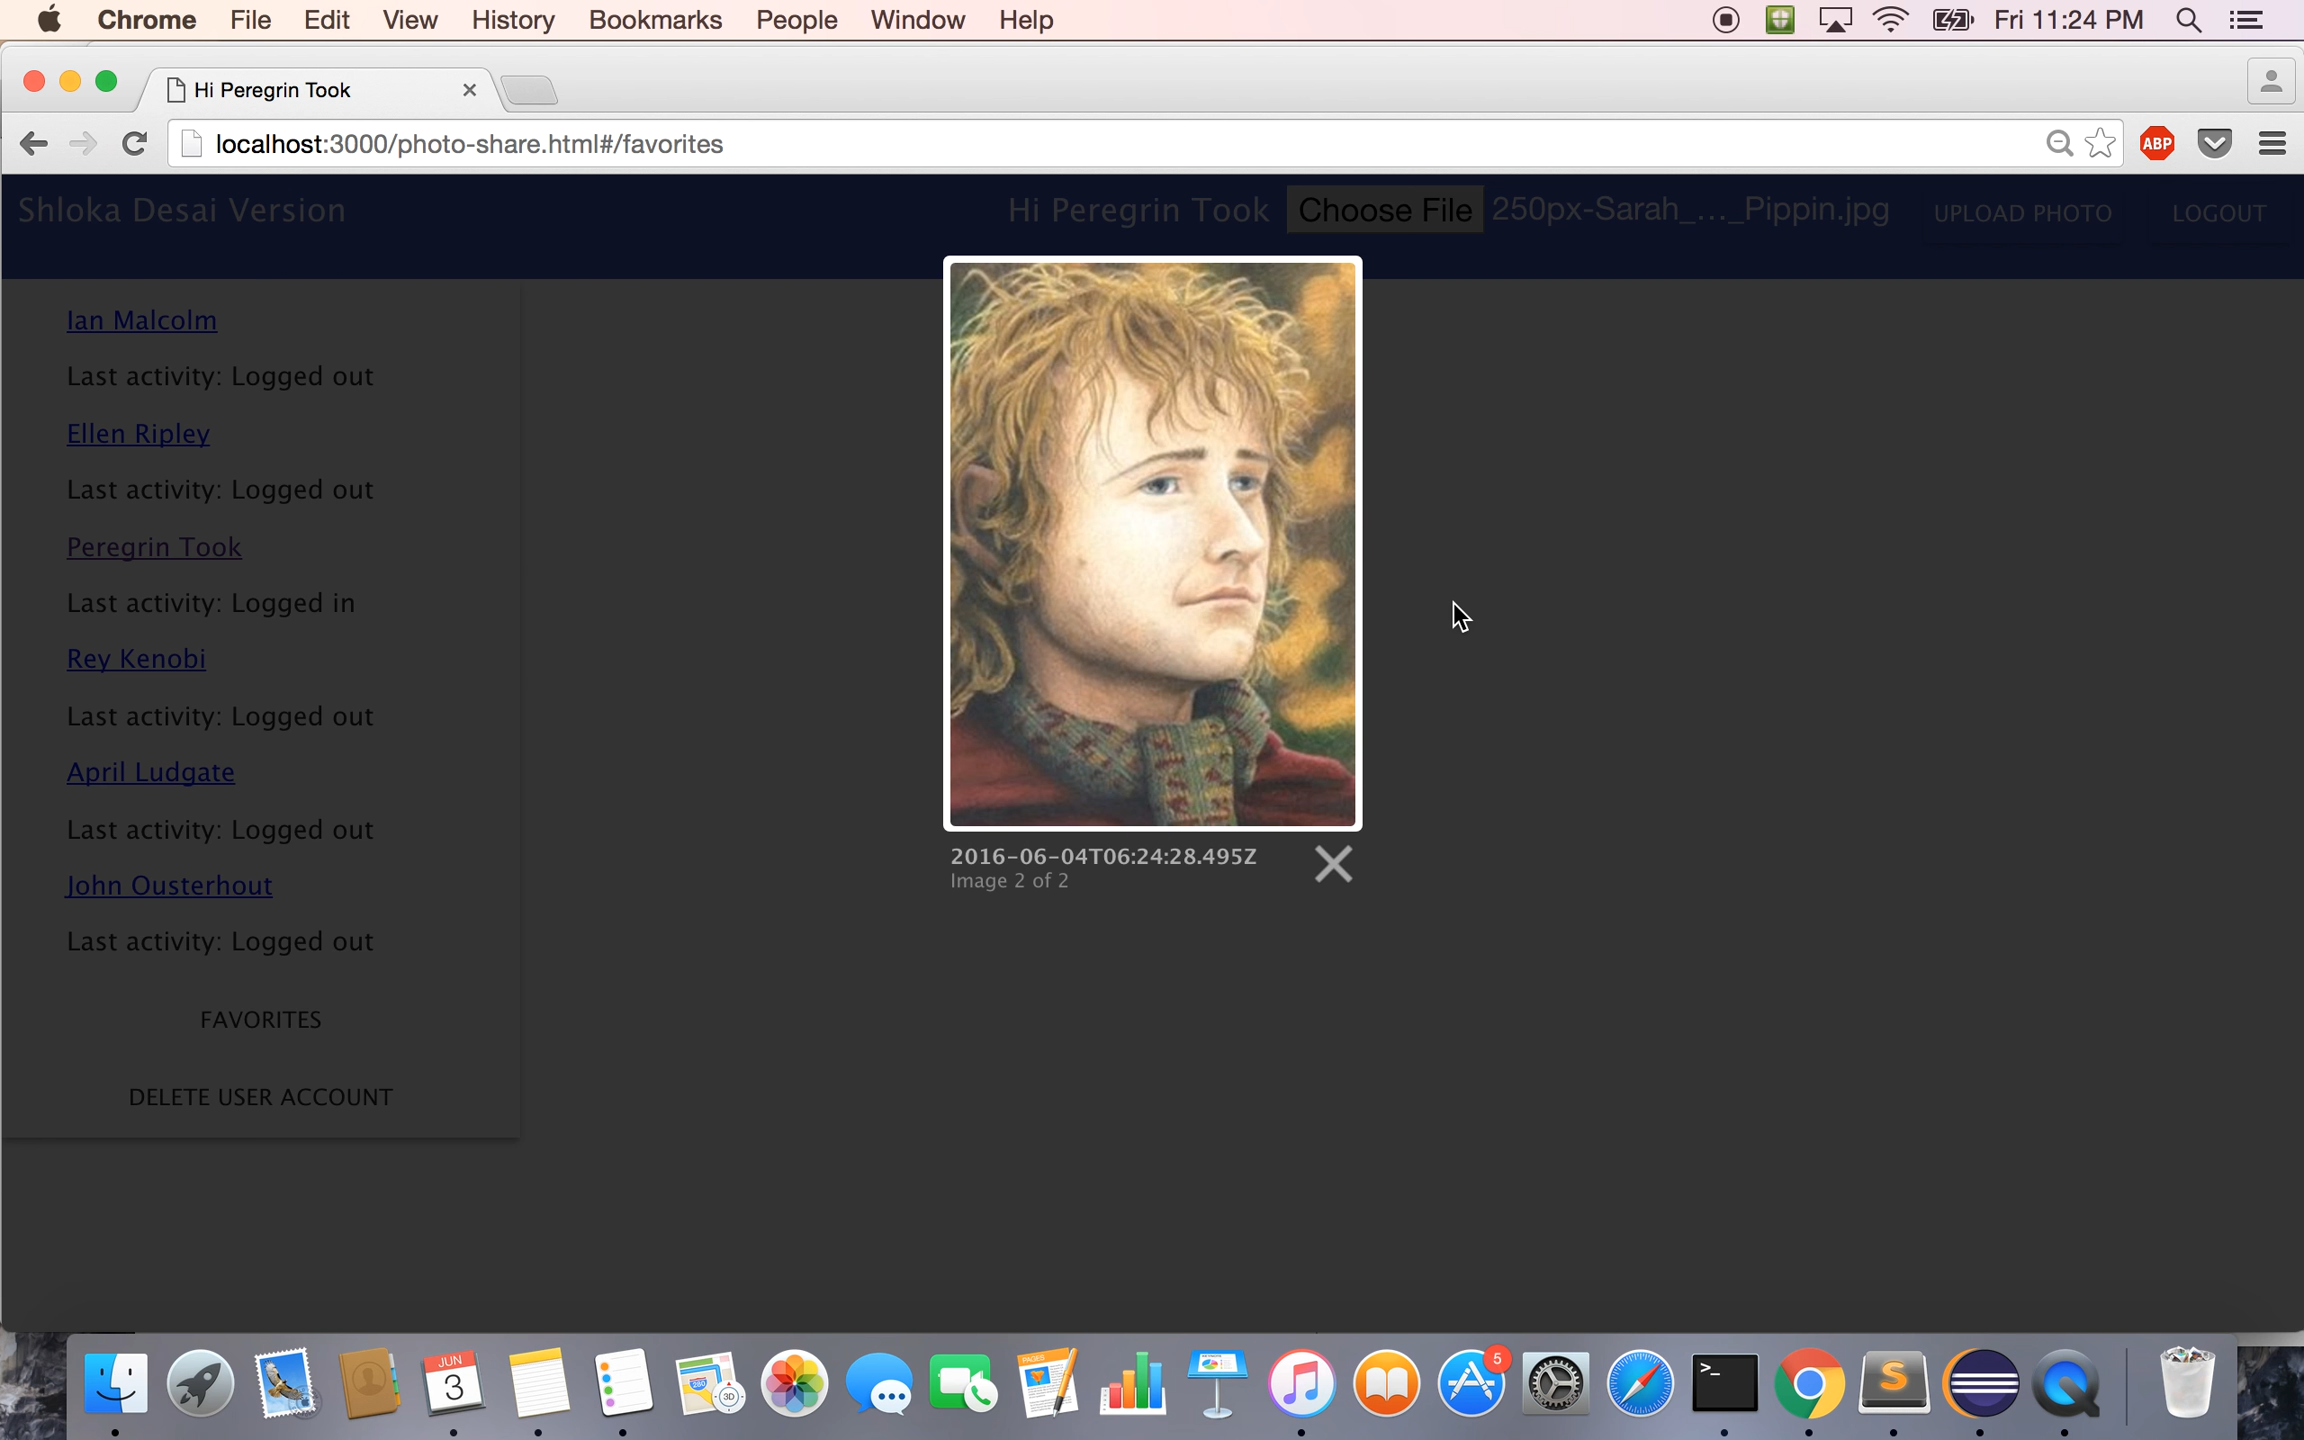 Chrome File Edit View History Bookmarks People Window Help Fri 11:24 PM
Hi Peregrin Took
localhost:3000/photo-share.html#/favorites
ABP
Shloka Desai Version Hi Peregrin Took Choose File 250px-Sarah_..._Pippin.jpg UPLOAD PHOTO LOGOUT
Ian Malcolm
Last activity: Logged out
Ellen Ripley
Last activity: Logged out
Peregrin Took
Last activity: Logged in
Rey Kenobi
Last activity: Logged out
April Ludgate
Last activity: Logged out
John Ousterhout
Last activity: Logged out
FAVORITES
DELETE USER ACCOUNT
2016-06-04T06:24:28.495Z
Image 2 of 2
JUN
3
280
3D
PAGES
5
>_
S